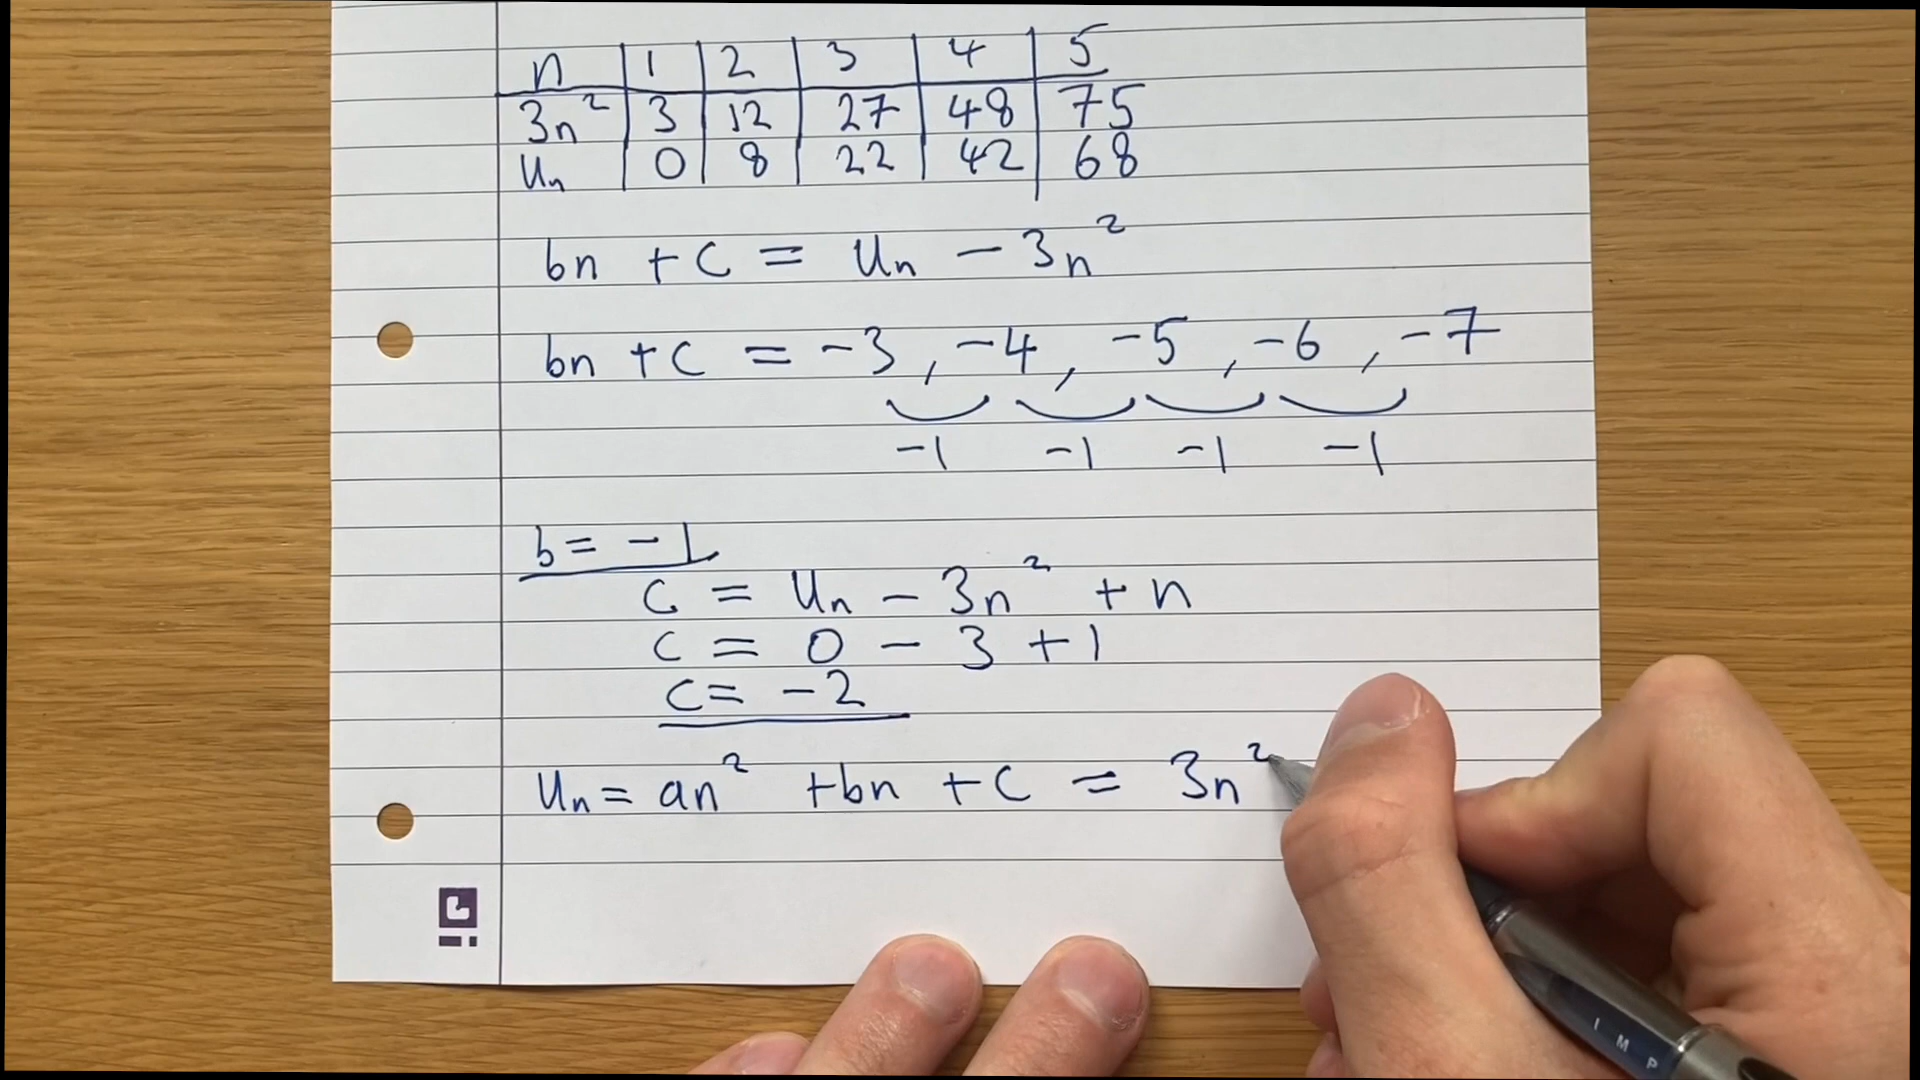 n 1 2 3 4 5
3n² 3 12 27 48 75
Uₙ 0 8 22 42 68
bn + c = Uₙ − 3n²
bn + c = −3, −4, −5, −6, −7
−1 −1 −1 −1
b = −1
c = Uₙ − 3n² + n
c = 0 − 3 + 1
c = −2
Uₙ = an² + bn + c = 3n²
IMP